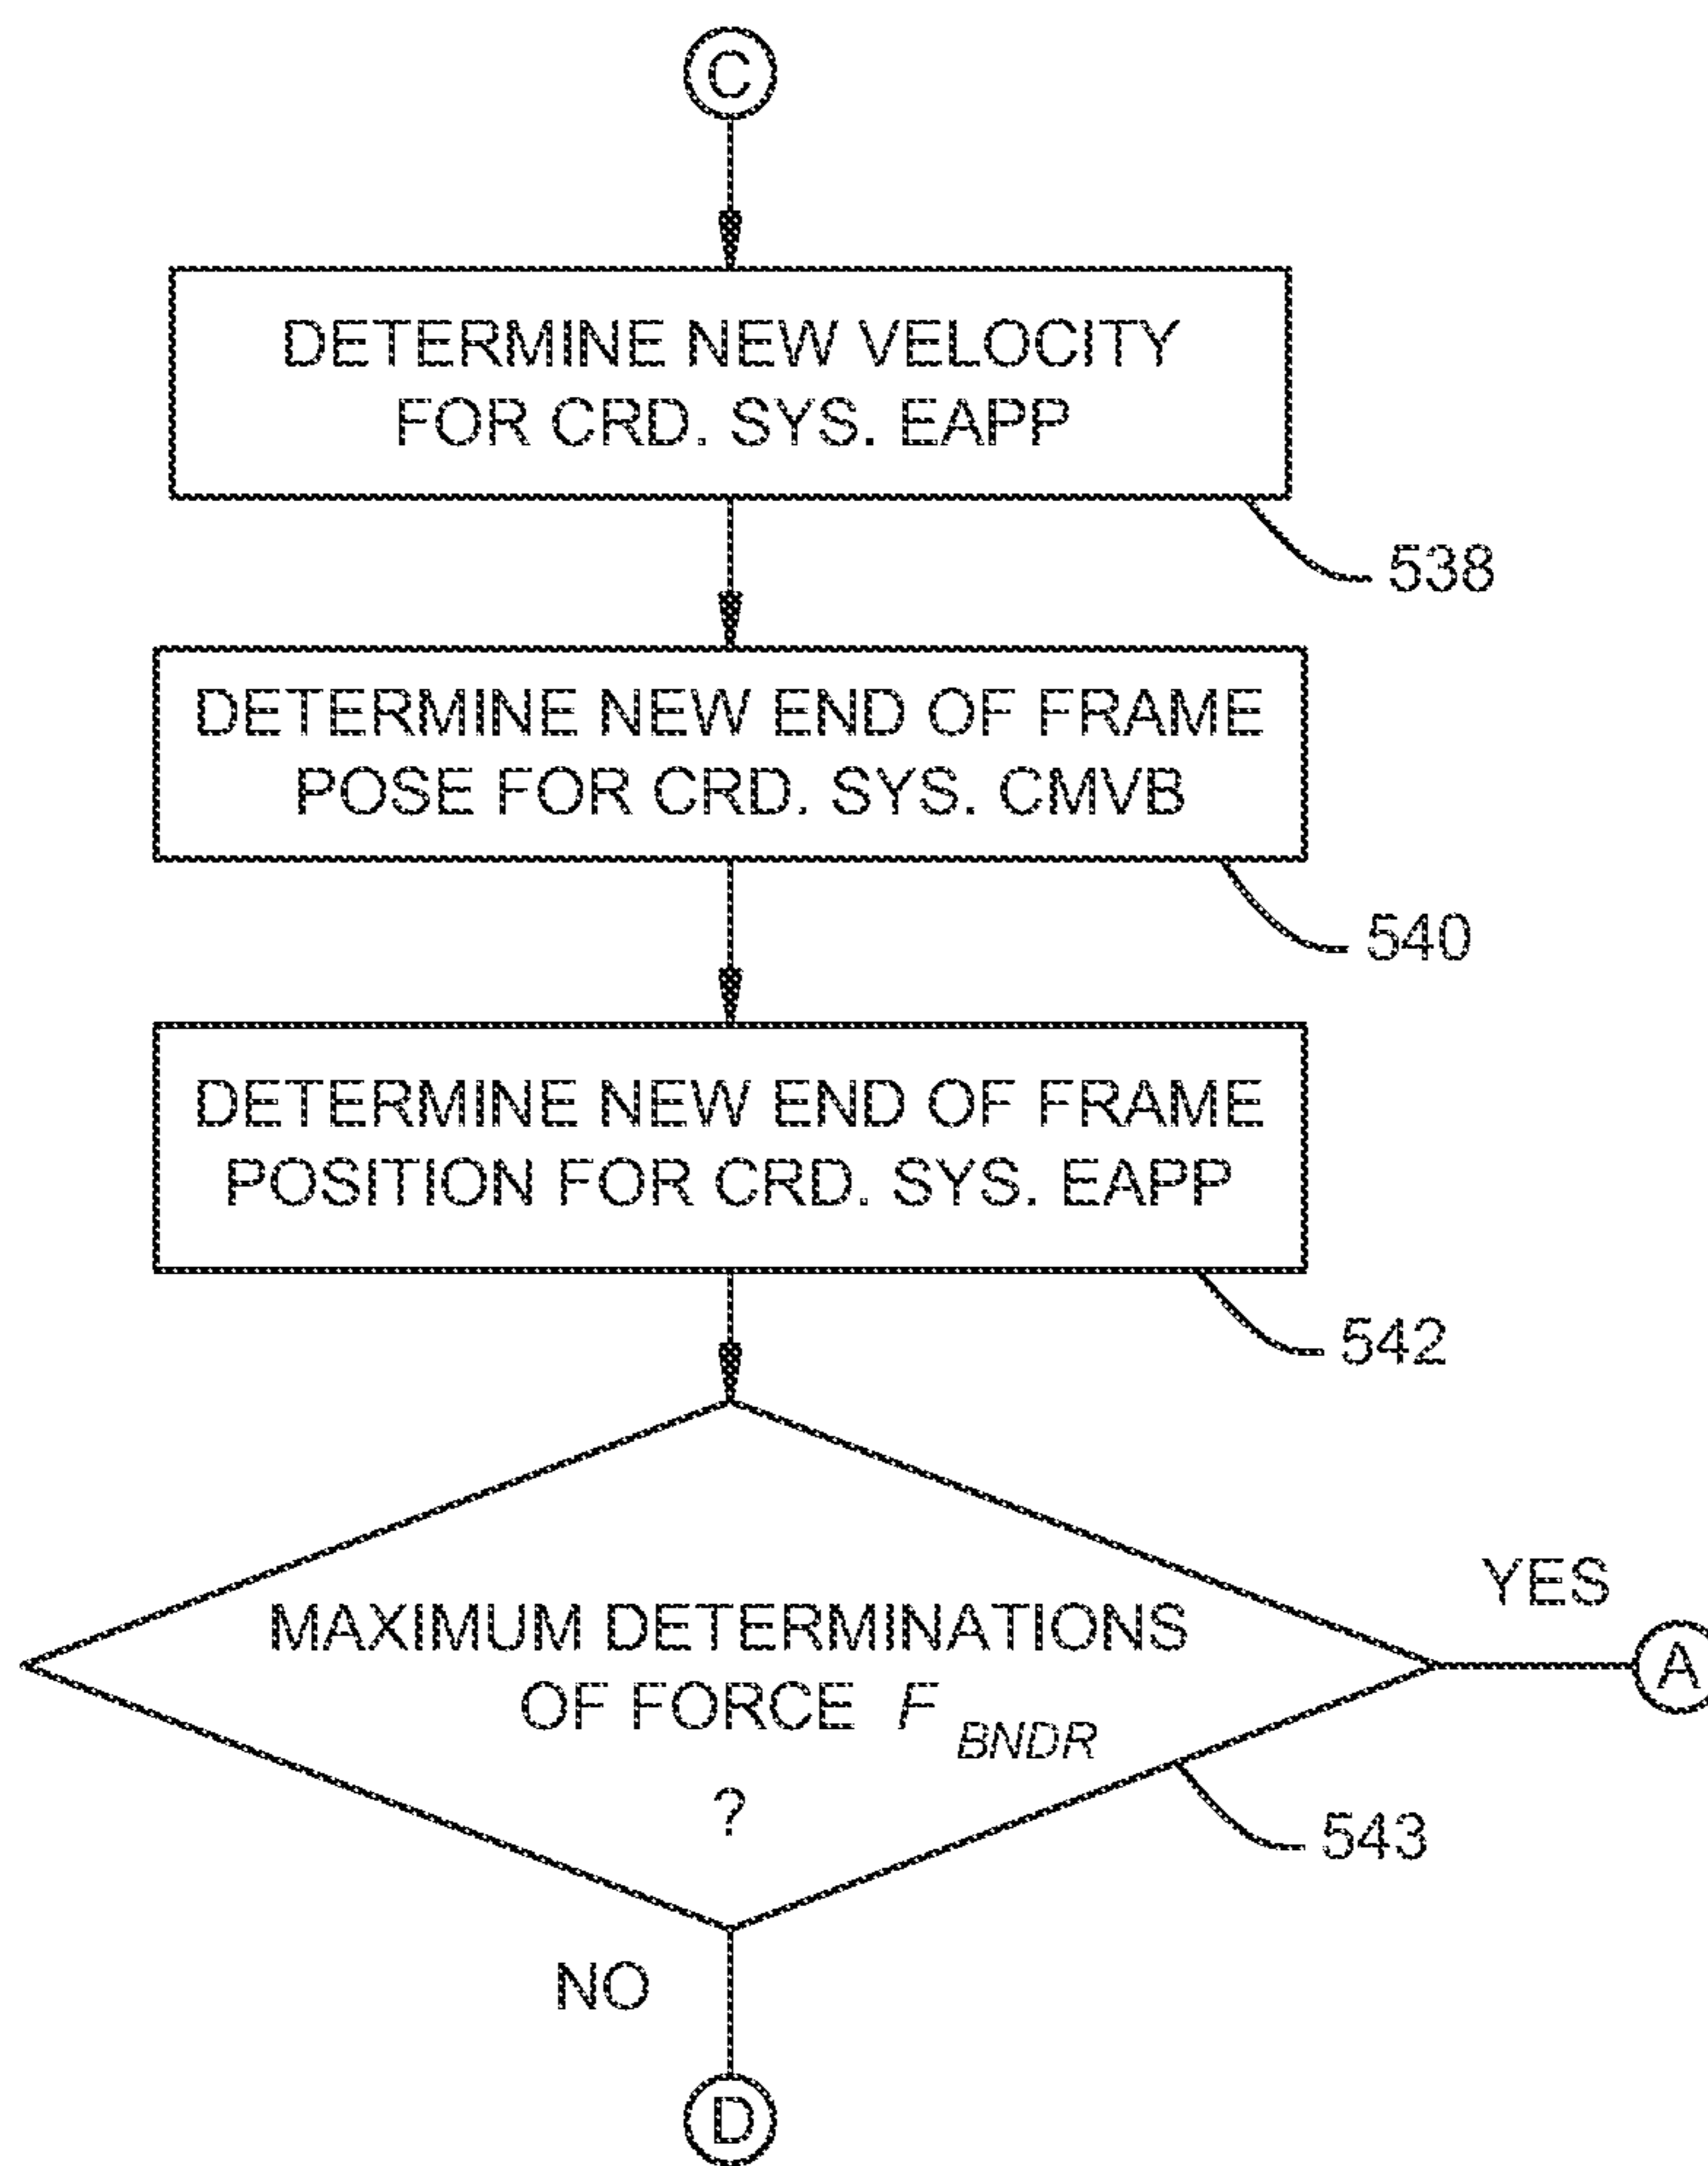 C
DETERMINE NEW VELOCITY
FOR CRD. SYS. EAPP
538
DETERMINE NEW END OF FRAME
POSE FOR CRD. SYS. CMVB
540
DETERMINE NEW END OF FRAME
POSITION FOR CRD. SYS. EAPP
542
MAXIMUM DETERMINATIONS
OF FORCE F BNDR
?
YES
A
543
NO
D